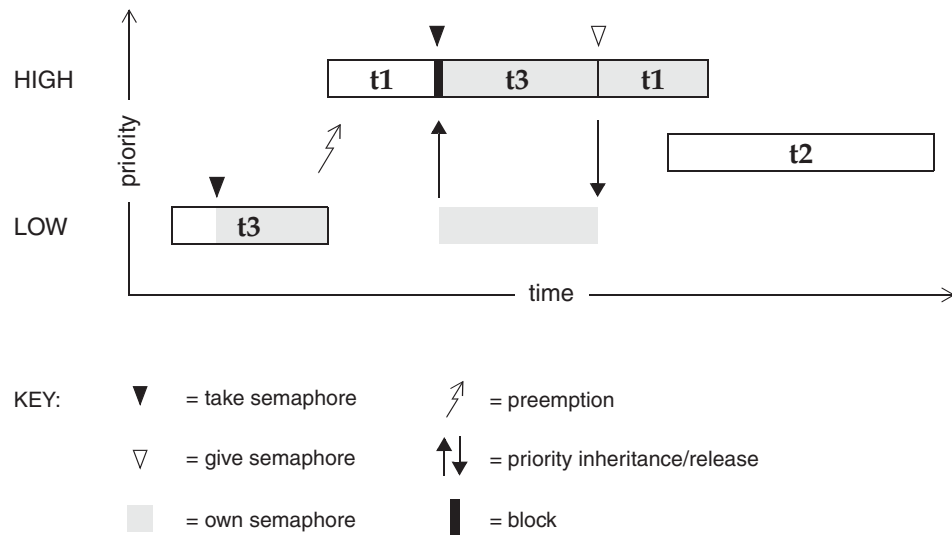 HIGH
t1
t3
t1
priority
t2
LOW
t3
time
KEY:
= take semaphore
= preemption
= give semaphore
= priority inheritance/release
= own semaphore
= block